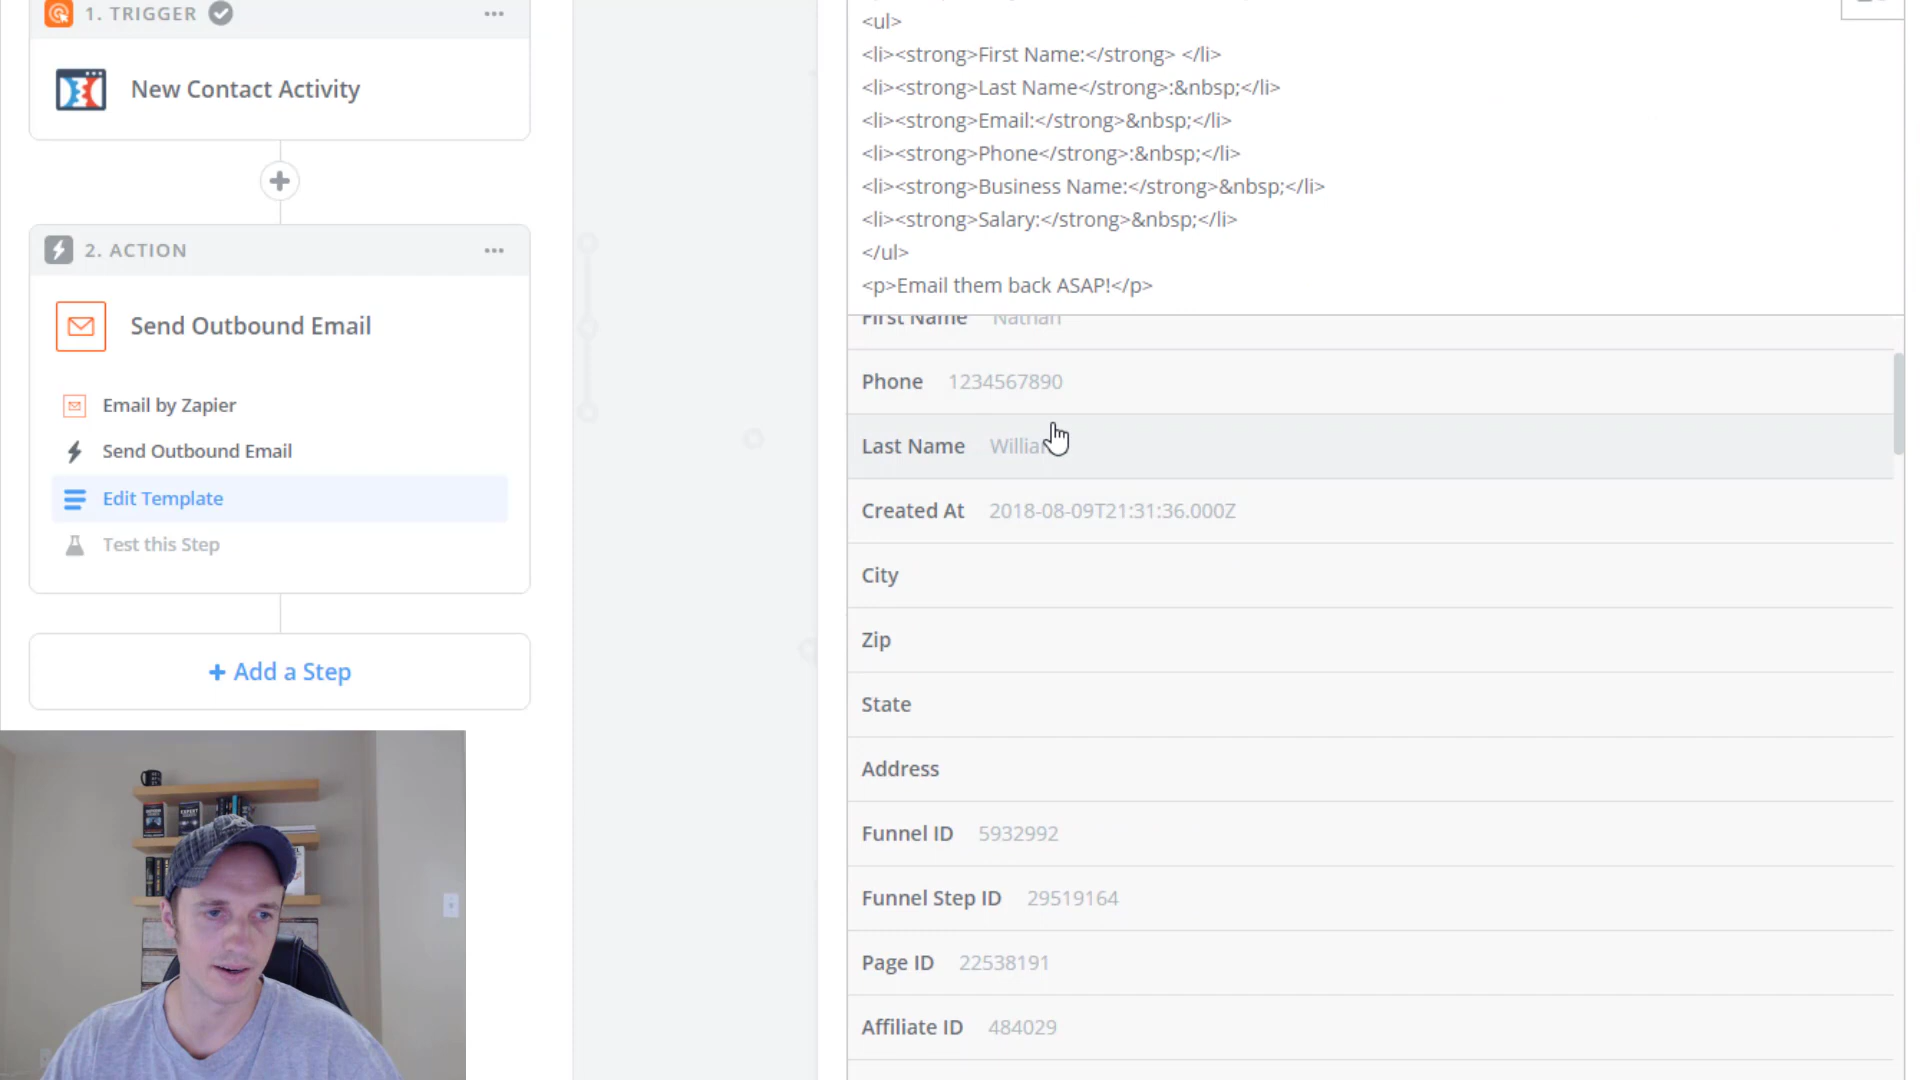 1. TRIGGER
New Contact Activity
2. ACTION
Send Outbound Email
Email by Zapier
Send Outbound Email
Edit Template
Test this Step
+ Add a Step
<ul>
<li><strong>First Name:</strong> </li>
<li><strong>Last Name</strong>:&nbsp;</li>
<li><strong>Email:</strong>&nbsp;</li>
<li><strong>Phone</strong>:&nbsp;</li>
<li><strong>Business Name:</strong>&nbsp;</li>
<li><strong>Salary:</strong>&nbsp;</li>
</ul>
<p>Email them back ASAP!</p>
First Name Nathan
Phone 1234567890
Last Name
Created At 2018-08-09T21:31:36.000Z
City
Zip
State
Address
Funnel ID 5932992
Funnel Step ID 29519164
Page ID 22538191
Affiliate ID 484029